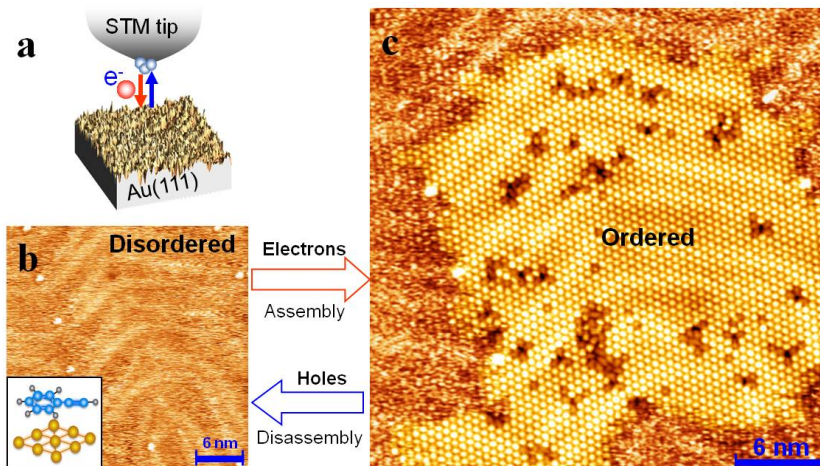 a
STM tip
e-
Au(111)
b
Disordered
6 nm
Electrons
Assembly
Holes
Disassembly
c
Ordered
6 nm